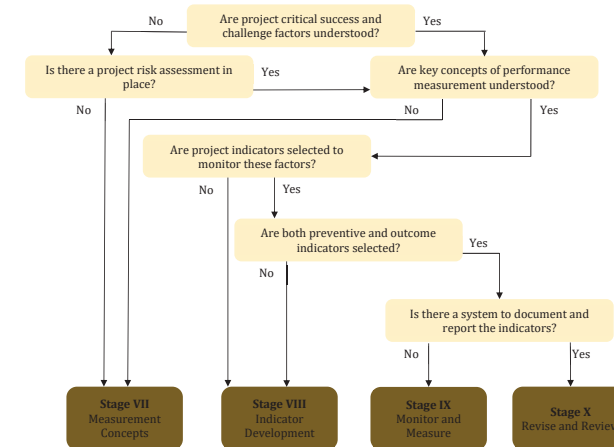 Are project critical success and
challenge factors understood?
No
Yes
Is there a project risk assessment in
place?
Yes
Are key concepts of performance
measurement understood?
No
No
Yes
Are project indicators selected to
monitor these factors?
No
Yes
Are both preventive and outcome
indicators selected?
Yes
No
Is there a system to document and
report the indicators?
No
Yes
Stage VII
Measurement
Concepts
Stage VIII
Indicator
Development
Stage IX
Monitor and
Measure
Stage X
Revise and Review